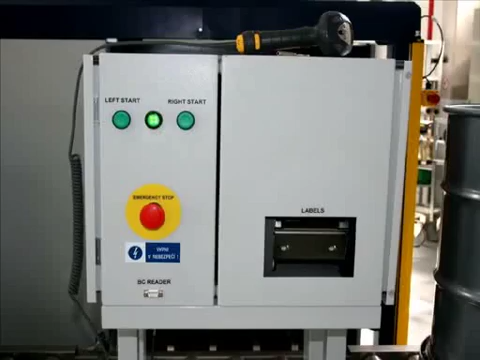 LEFT START
RIGHT START
EMERGENCY STOP
LABELS
BC READER